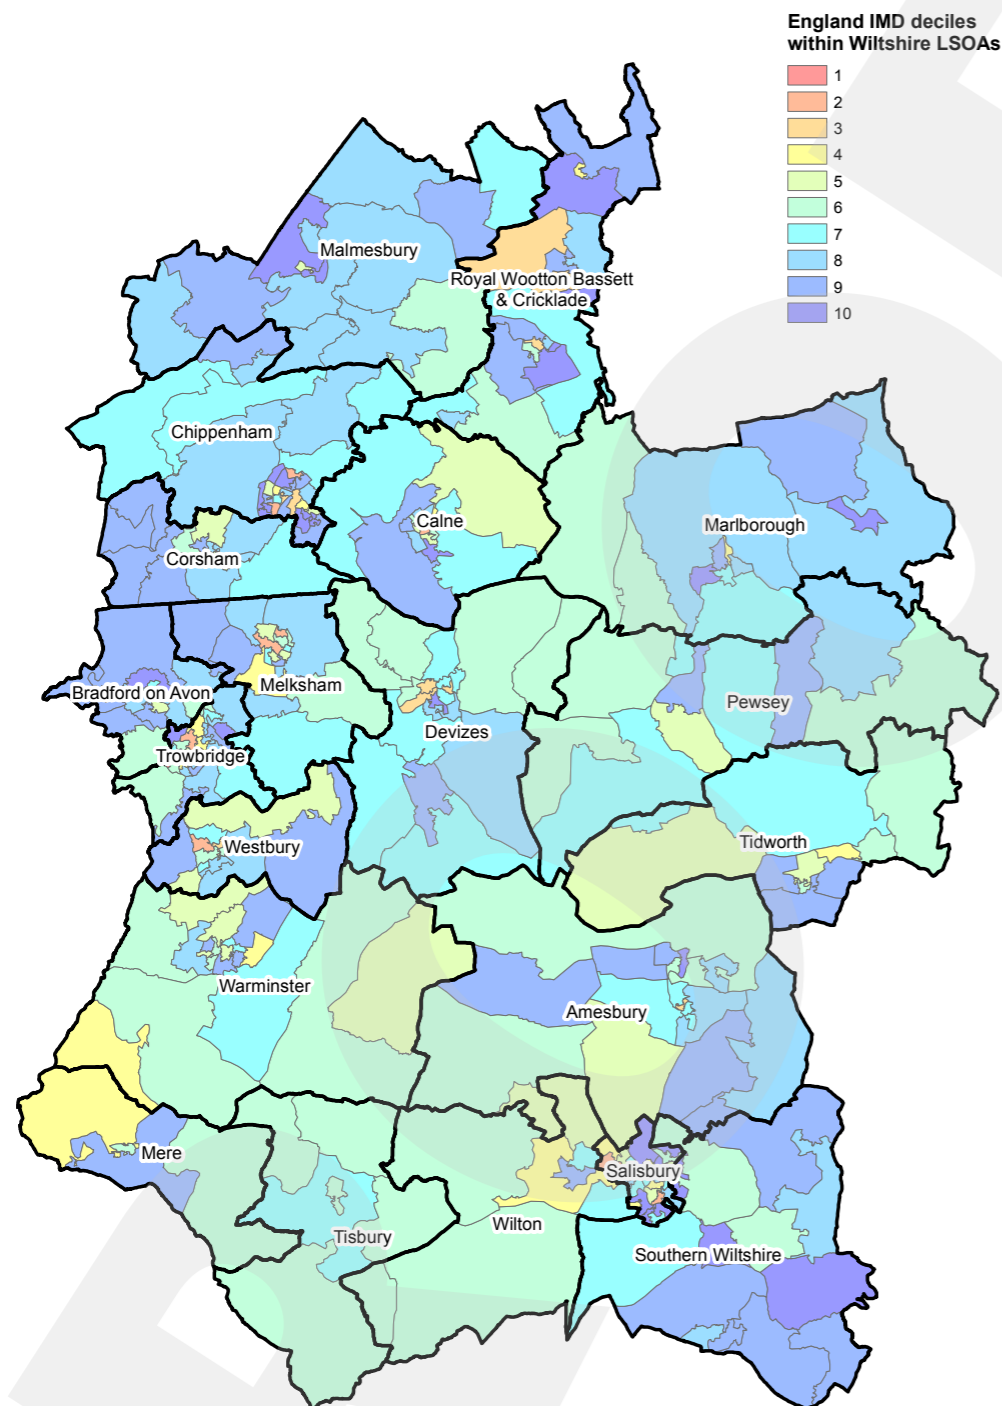 England IMD deciles
within Wiltshire LSOAs
1
2
3
4
5
6
7
8
9
10
Malmesbury
Royal Wootton Bassett
& Cricklade
Chippenham
Calne
Marlborough
Corsham
Melksham
Bradford on Avon
Pewsey
Devizes
Trowbridge
Tidworth
Westbury
Warminster
Amesbury
Mere
Salisbury
Wilton
Tisbury
Southern Wiltshire